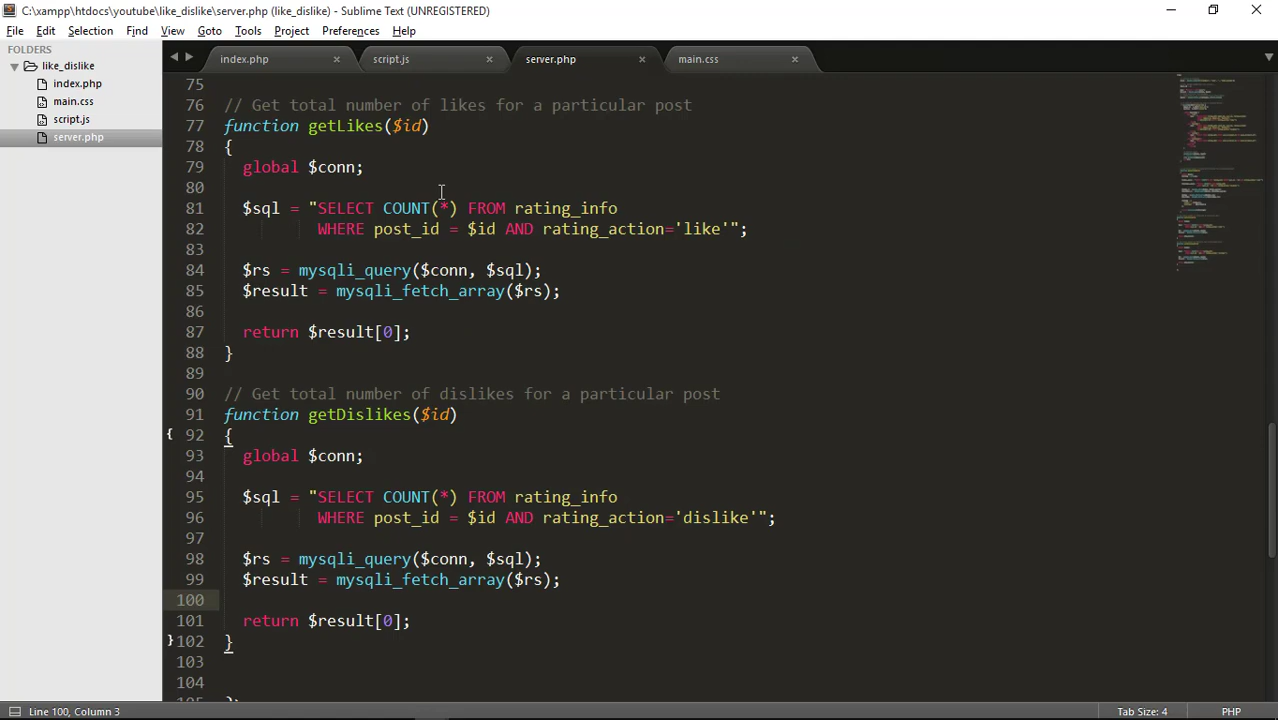 C:\xampp\htdocs\youtube\like_dislike\server.php (like_dislike) - Sublime Text (UNREGISTERED)
File Edit Selection Find View Goto Tools Project Preferences Help
FOLDERS
like_dislike
index.php
main.css
script.js
server.php
index.php × script.js × server.php × main.css ×
75
76 // Get total number of likes for a particular post
77 function getLikes($id)
78 {
79 global $conn;
80
81 $sql = "SELECT COUNT(*) FROM rating_info
82 WHERE post_id = $id AND rating_action='like'";
83
84 $rs = mysqli_query($conn, $sql);
85 $result = mysqli_fetch_array($rs);
86
87 return $result[0];
88 }
89
90 // Get total number of dislikes for a particular post
91 function getDislikes($id)
{ 92 {
93 global $conn;
94
95 $sql = "SELECT COUNT(*) FROM rating_info
96 WHERE post_id = $id AND rating_action='dislike'";
97
98 $rs = mysqli_query($conn, $sql);
99 $result = mysqli_fetch_array($rs);
100
101 return $result[0];
} 102 }
103
104
Line 100, Column 3 Tab Size: 4 PHP